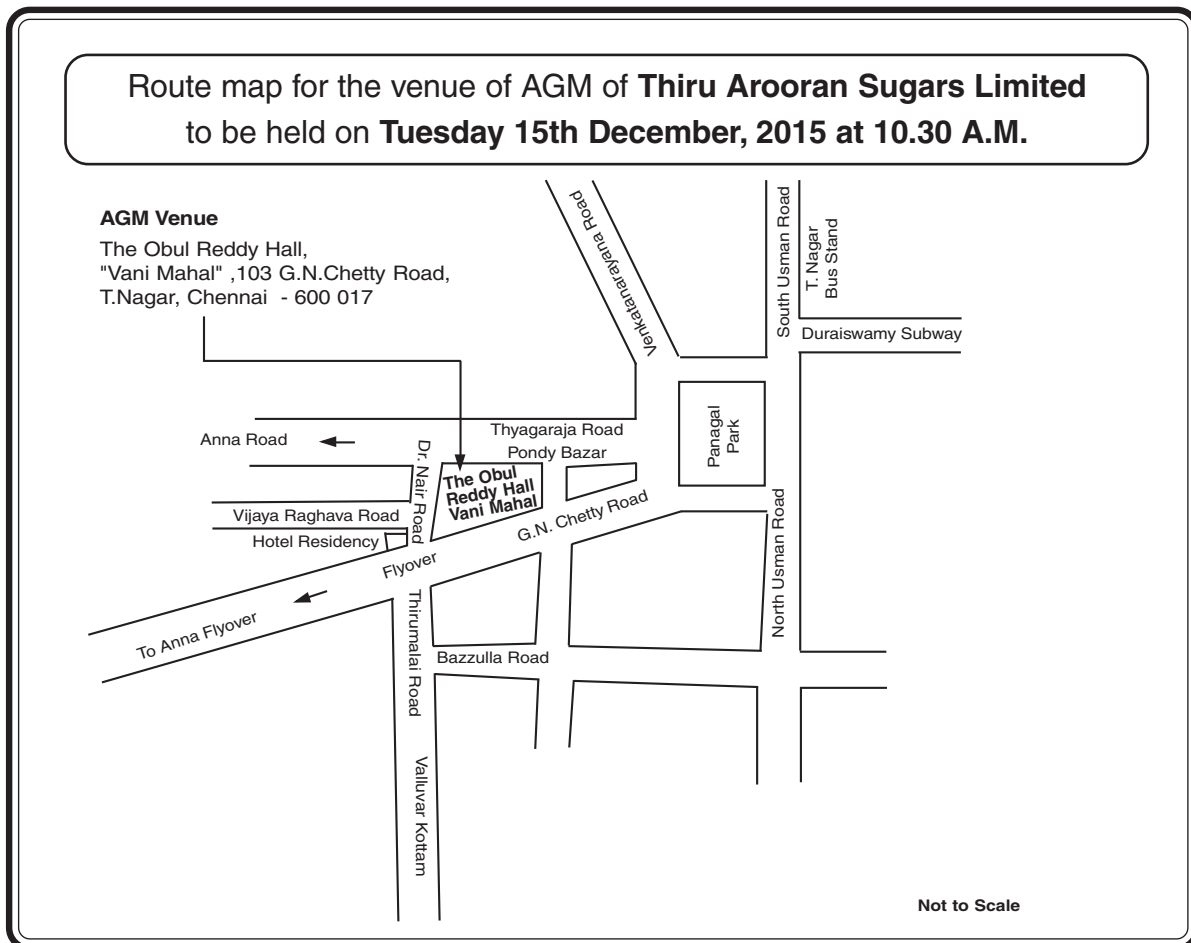 Route map for the venue of AGM of Thiru Arooran Sugars Limited
to be held on Tuesday 15th December, 2015 at 10.30 A.M.
AGM Venue
The Obul Reddy Hall,
"Vani Mahal" ,103 G.N.Chetty Road,
T.Nagar, Chennai - 600 017
Venkatanarayana Road
South Usman Road
T. Nagar
Bus Stand
Duraiswamy Subway
Panagal
Park
Thyagaraja Road
Pondy Bazar
Anna Road
Dr. Nair Road
The Obul
Reddy Hall
Vani Mahal
G.N. Chetty Road
Vijaya Raghava Road
Hotel Residency
Flyover
North Usman Road
To Anna Flyover
Thirumalai Road
Bazzulla Road
Valluvar Kottam
Not to Scale